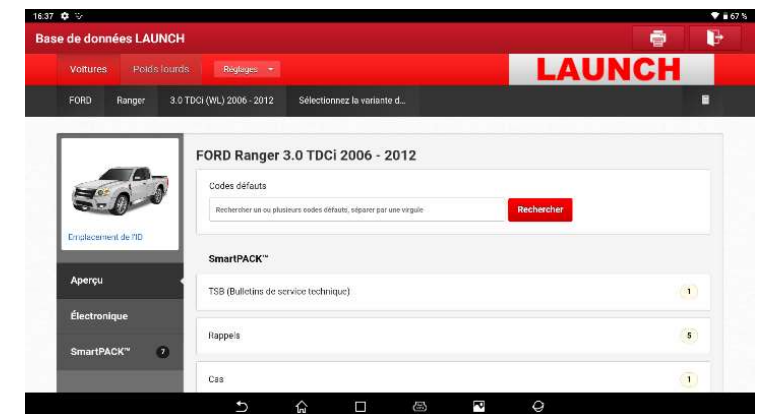 16:37
67 %
Base de données LAUNCH
Voitures Poids lourds Réglages
LAUNCH
FORD Ranger 3.0 TDCi (WL) 2006 - 2012 Sélectionnez la variante d...
FORD Ranger 3.0 TDCi 2006 - 2012
Codes défauts
Rechercher un ou plusieurs codes défauts, séparer par une virgule Rechercher
Emplacement de l'ID
SmartPACK™
Aperçu
TSB (Bulletins de service technique) 1
Électronique
Rappels 5
SmartPACK™ 7
Cas 1